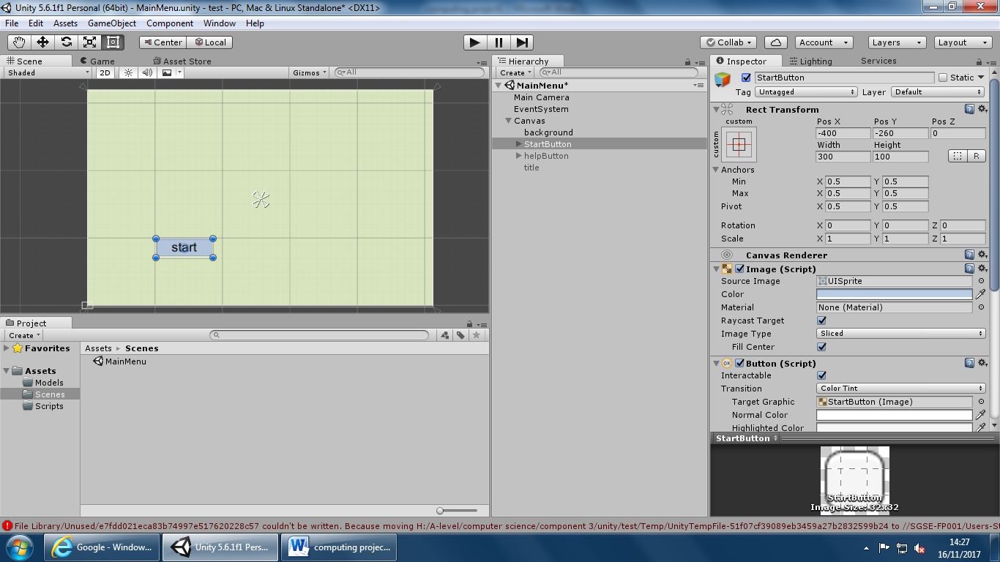 Unity 5.6.1f1 Personal (64bit) - MainMenu.unity - test - PC, Mac & Linux Standalone* <DX11>
File Edit Assets GameObject Component Window Help
Center Local Collab Account Layers Layout
Scene Game Asset Store
Shaded 2D Gizmos All
start
Hierarchy
Create All
MainMenu*
Main Camera
EventSystem
Canvas
background
StartButton
helpButton
title
Inspector Lighting Services
StartButton Static
Tag Untagged Layer Default
Rect Transform
custom Pos X Pos Y Pos Z
custom -400 -260 0
Width Height
300 100 R
Anchors
Min X 0.5 Y 0.5
Max X 0.5 Y 0.5
Pivot X 0.5 Y 0.5
Rotation X 0 Y 0 Z 0
Scale X 1 Y 1 Z 1
Canvas Renderer
Image (Script)
Source Image UISprite
Color
Material None (Material)
Raycast Target
Image Type Sliced
Fill Center
OK Button (Script)
Interactable
Transition Color Tint
Target Graphic StartButton (Image)
Normal Color
Highlighted Color
StartButton
StartButton
Image Size: 32x32
Project
Create
Favorites
Assets
Models
Scenes
Scripts
Assets Scenes
MainMenu
File Library/Unused/e7fdd021eca83b74997e517620228c57 couldn't be written. Because moving H:/A-level/computer science/component 3/unity/test/Temp/UnityTempFile-51f07cf39089eb3459a27b2832599b24 to //SGSE-FP001/Users-St
Google - Window... Unity 5.6.1f1 Pers... computing projec... 14:27
16/11/2017